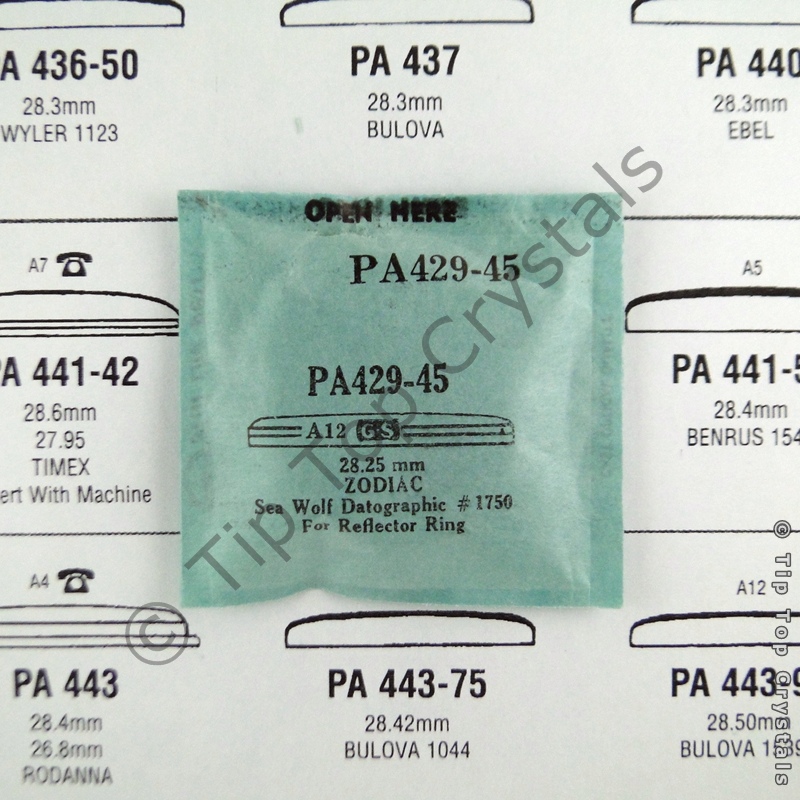 A 436-50
28.3mm
WYLER 1123
PA 437
28.3mm
BULOVA
PA 440
28.3mm
EBEL
OPEN HERE
PA429-45
PA429-45
A12 GS
28.25 mm
ZODIAC
Sea Wolf Datographic #1750
For Reflector Ring
A7
A 441-42
28.6mm
27.95
TIMEX
ert With Machine
A5
PA 441-5
28.4mm
BENRUS 154
A4
PA 443
28.4mm
26.8mm
RODANNA
PA 443-75
28.42mm
BULOVA 1044
A12
PA 443-9
28.50mm
BULOVA
© Tip Top Crystals
© Tip Top Crystals